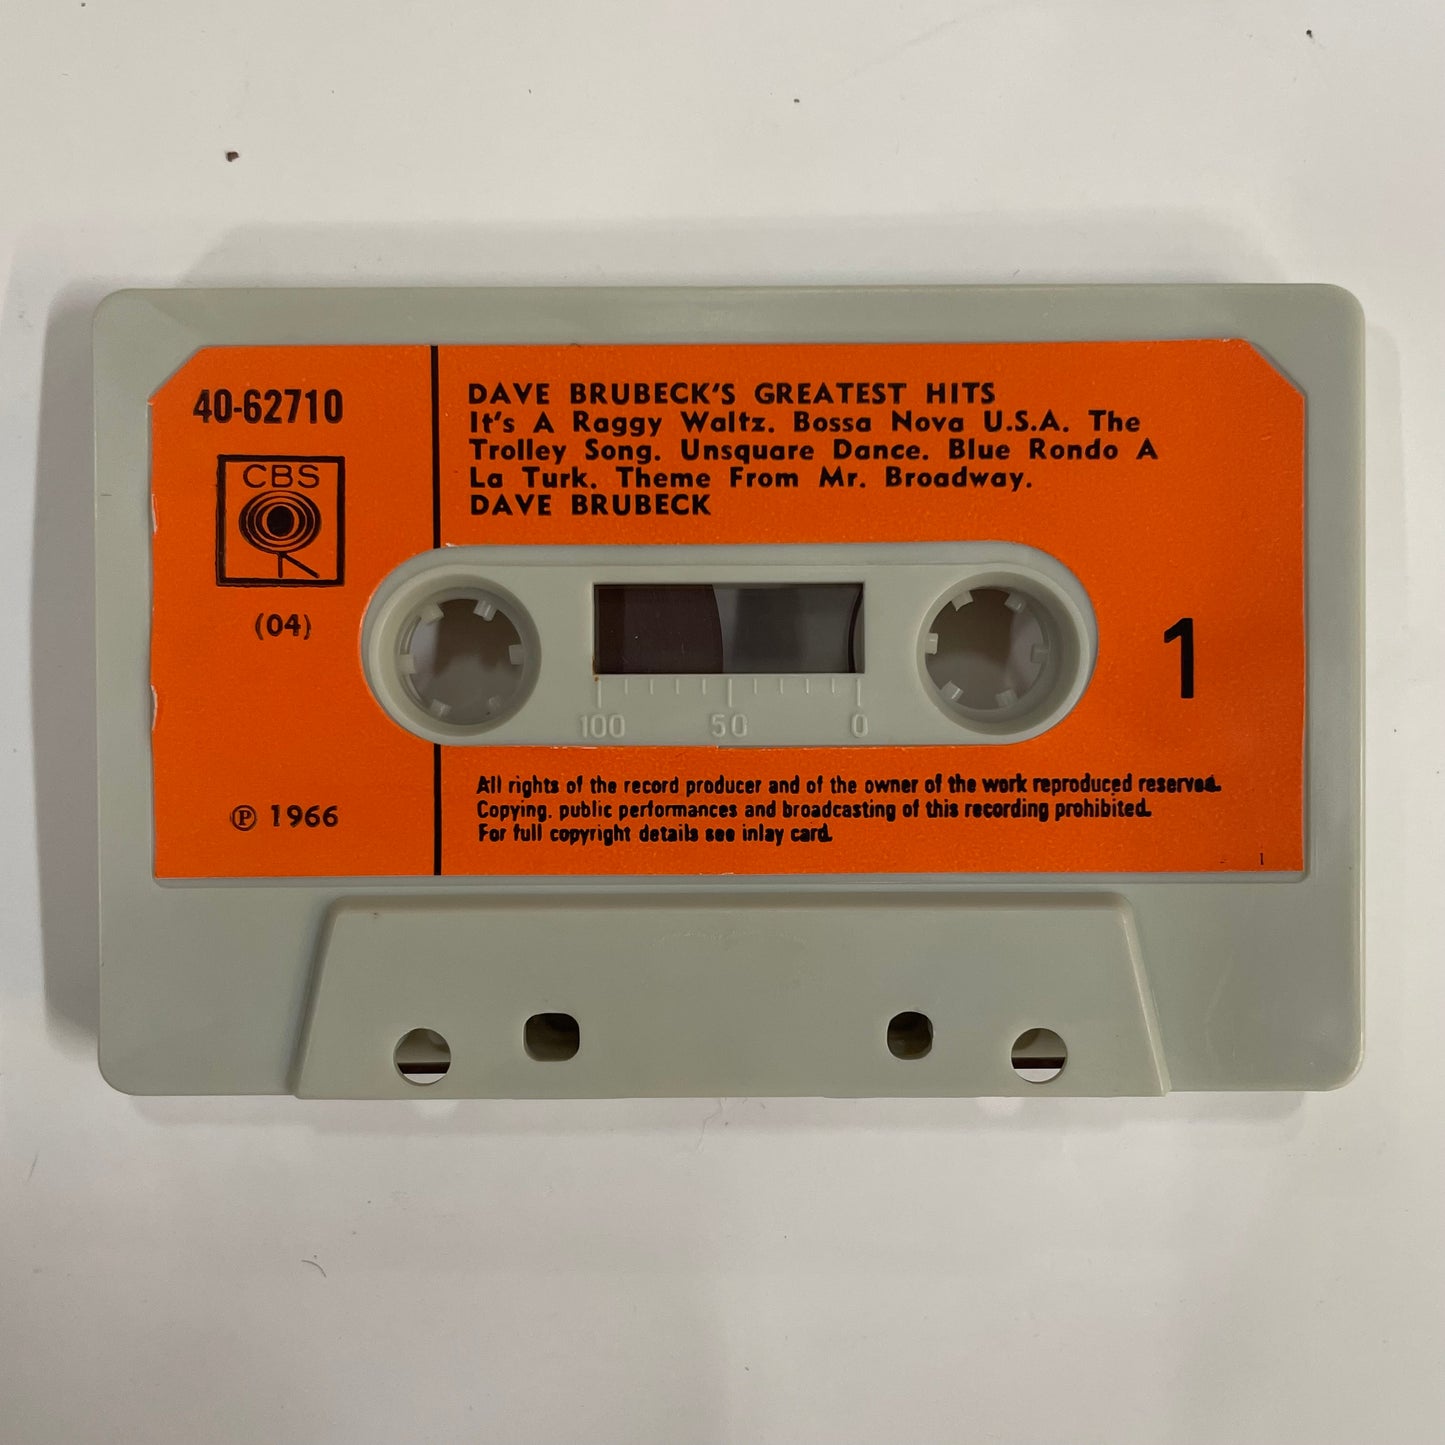 40-62710
CBS
(04)
℗ 1966
DAVE BRUBECK'S GREATEST HITS
It's A Raggy Waltz. Bossa Nova U.S.A. The
Trolley Song. Unsquare Dance. Blue Rondo A
La Turk. Theme From Mr. Broadway.
DAVE BRUBECK
100 50 0
1
All rights of the record producer and of the owner of the work reproduced reserved.
Copying, public performances and broadcasting of this recording prohibited.
For full copyright details see inlay card.